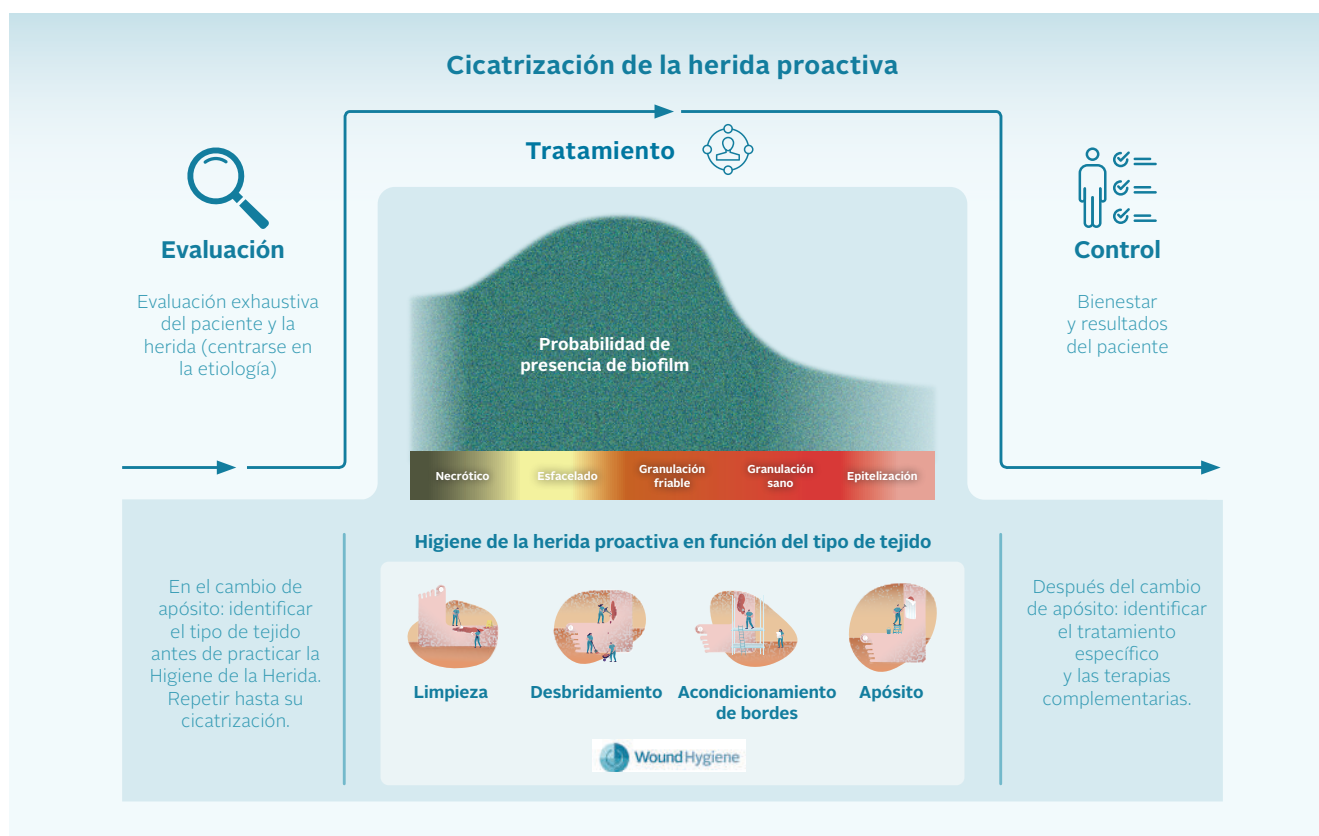 Cicatrización de la herida proactiva
Tratamiento
Evaluación
Evaluación exhaustiva
del paciente y la
herida (centrarse en
la etiología)
Control
Bienestar
y resultados
del paciente
Probabilidad de
presencia de biofilm
Necrótico
Esfacelado
Granulación
friable
Granulación
sano
Epitelización
En el cambio de
apósito: identificar
el tipo de tejido
antes de practicar la
Higiene de la Herida.
Repetir hasta su
cicatrización.
Higiene de la herida proactiva en función del tipo de tejido
Limpieza
Desbridamiento
Acondicionamiento
de bordes
Apósito
WoundHygiene
Después del cambio
de apósito: identificar
el tratamiento
específico
y las terapias
complementarias.